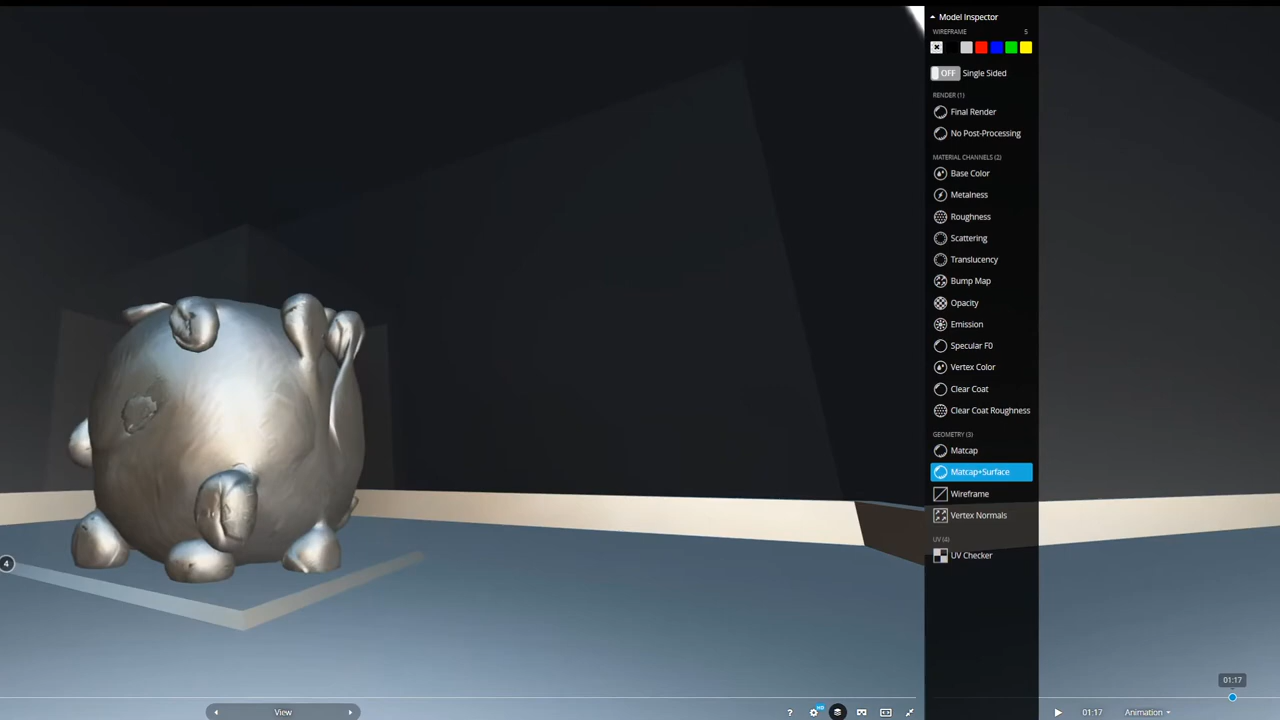 Model Inspector
WIREFRAME 5
OFF Single Sided
RENDER (1)
Final Render
No Post-Processing
MATERIAL CHANNELS (2)
Base Color
Metalness
Roughness
Scattering
Translucency
Bump Map
Opacity
Emission
Specular F0
Vertex Color
Clear Coat
Clear Coat Roughness
GEOMETRY (3)
Matcap
Matcap+Surface
Wireframe
Vertex Normals
UV (4)
UV Checker
4
01:17
View
? HD
01:17 Animation